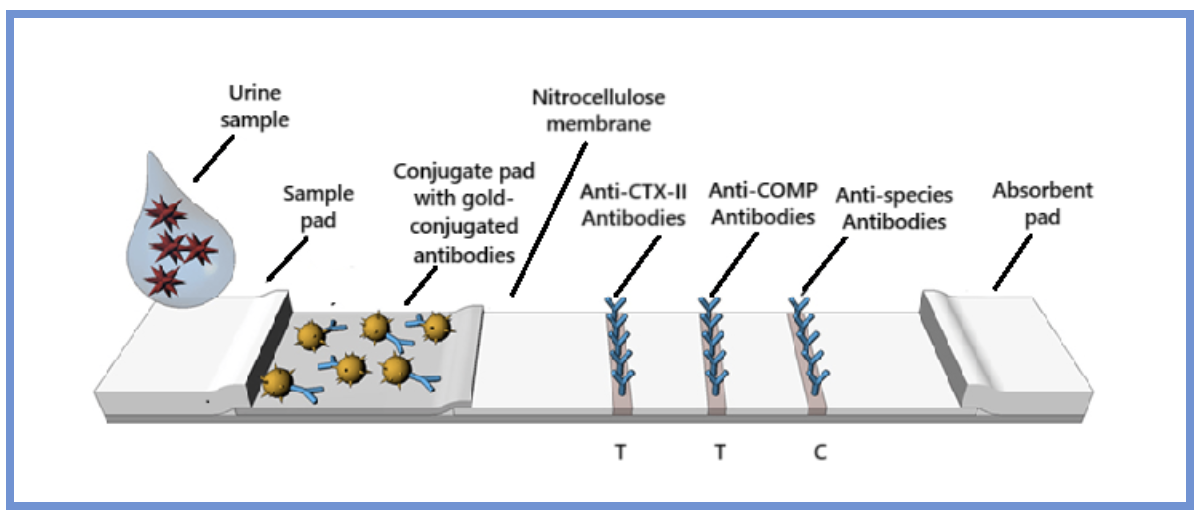 Urine
sample
Nitrocellulose
membrane
Conjugate pad
with gold-
conjugated
antibodies
Sample
pad
Anti-CTX-II
Antibodies
Anti-COMP
Antibodies
Anti-species
Antibodies
Absorbent
pad
T
T
C